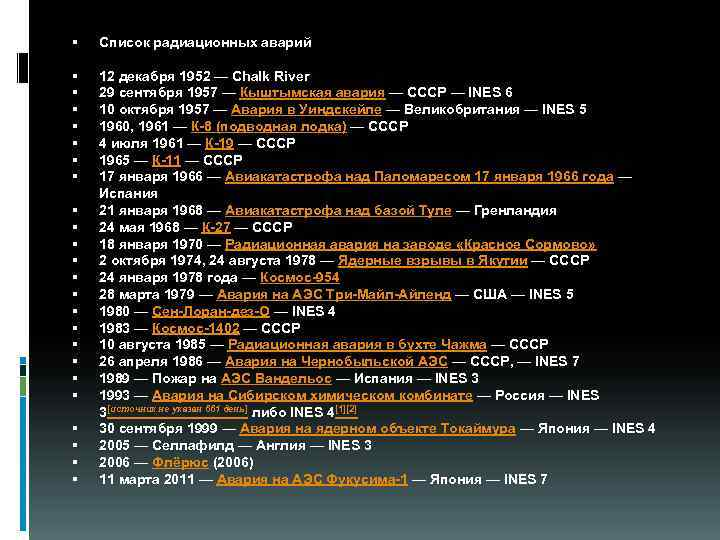 Список радиационных аварий
12 декабря 1952 — Chalk River
29 сентября 1957 — Кыштымская авария — СССР — INES 6
10 октября 1957 — Авария в Уиндскейле — Великобритания — INES 5
1960, 1961 — К-8 (подводная лодка) — СССР
4 июля 1961 — К-19 — СССР
1965 — К-11 — СССР
17 января 1966 — Авиакатастрофа над Паломаресом 17 января 1966 года —
Испания
21 января 1968 — Авиакатастрофа над базой Туле — Гренландия
24 мая 1968 — К-27 — СССР
18 января 1970 — Радиационная авария на заводе «Красное Сормово»
2 октября 1974, 24 августа 1978 — Ядерные взрывы в Якутии — СССР
24 января 1978 года — Космос-954
28 марта 1979 — Авария на АЭС Три-Майл-Айленд — США — INES 5
1980 — Сен-Лоран-дез-О — INES 4
1983 — Космос-1402 — СССР
10 августа 1985 — Радиационная авария в бухте Чажма — СССР
26 апреля 1986 — Авария на Чернобыльской АЭС — СССР, — INES 7
1989 — Пожар на АЭС Вандельос — Испания — INES 3
1993 — Авария на Сибирском химическом комбинате — Россия — INES
3[источник не указан 661 день] либо INES 4[1][2]
30 сентября 1999 — Авария на ядерном объекте Токаймура — Япония — INES 4
2005 — Селлафилд — Англия — INES 3
2006 — Флёрюс (2006)
11 марта 2011 — Авария на АЭС Фукусима-1 — Япония — INES 7